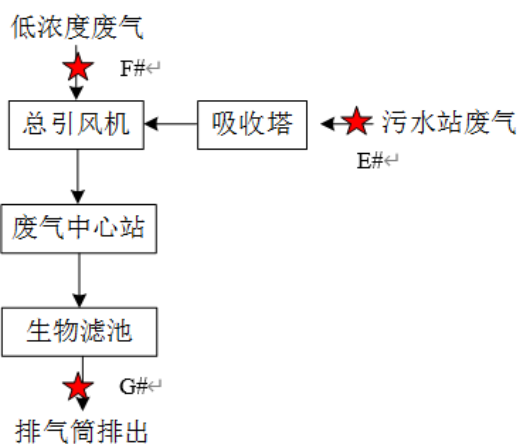 低浓度废气
F#↵
总引风机
吸收塔
污水站废气
E#↵
废气中心站
生物滤池
G#↵
排气筒排出